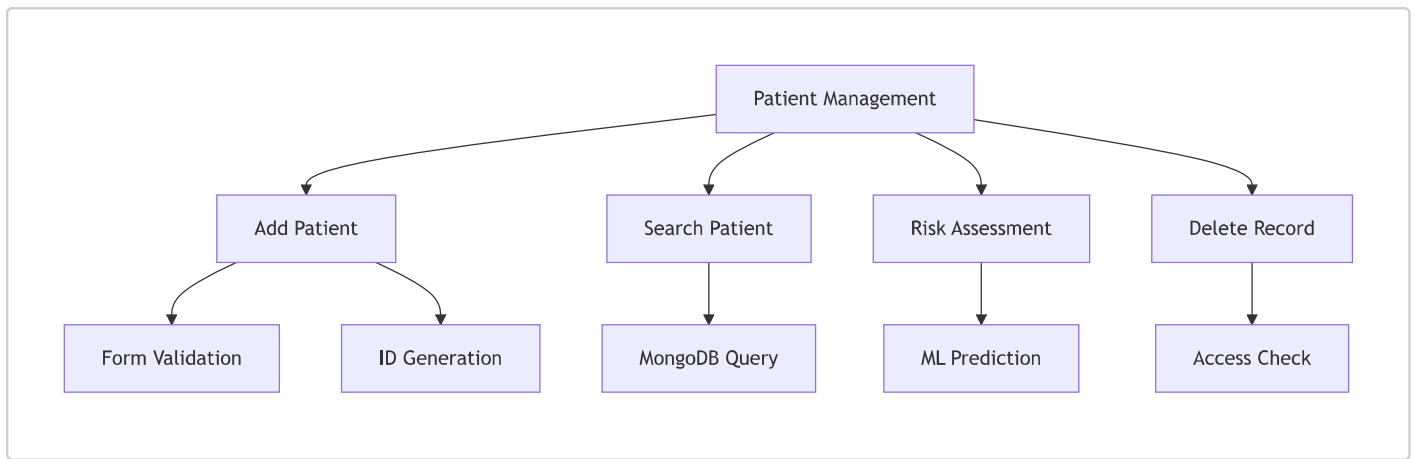 Patient Management
Add Patient
Search Patient
Risk Assessment
Delete Record
Form Validation
ID Generation
MongoDB Query
ML Prediction
Access Check